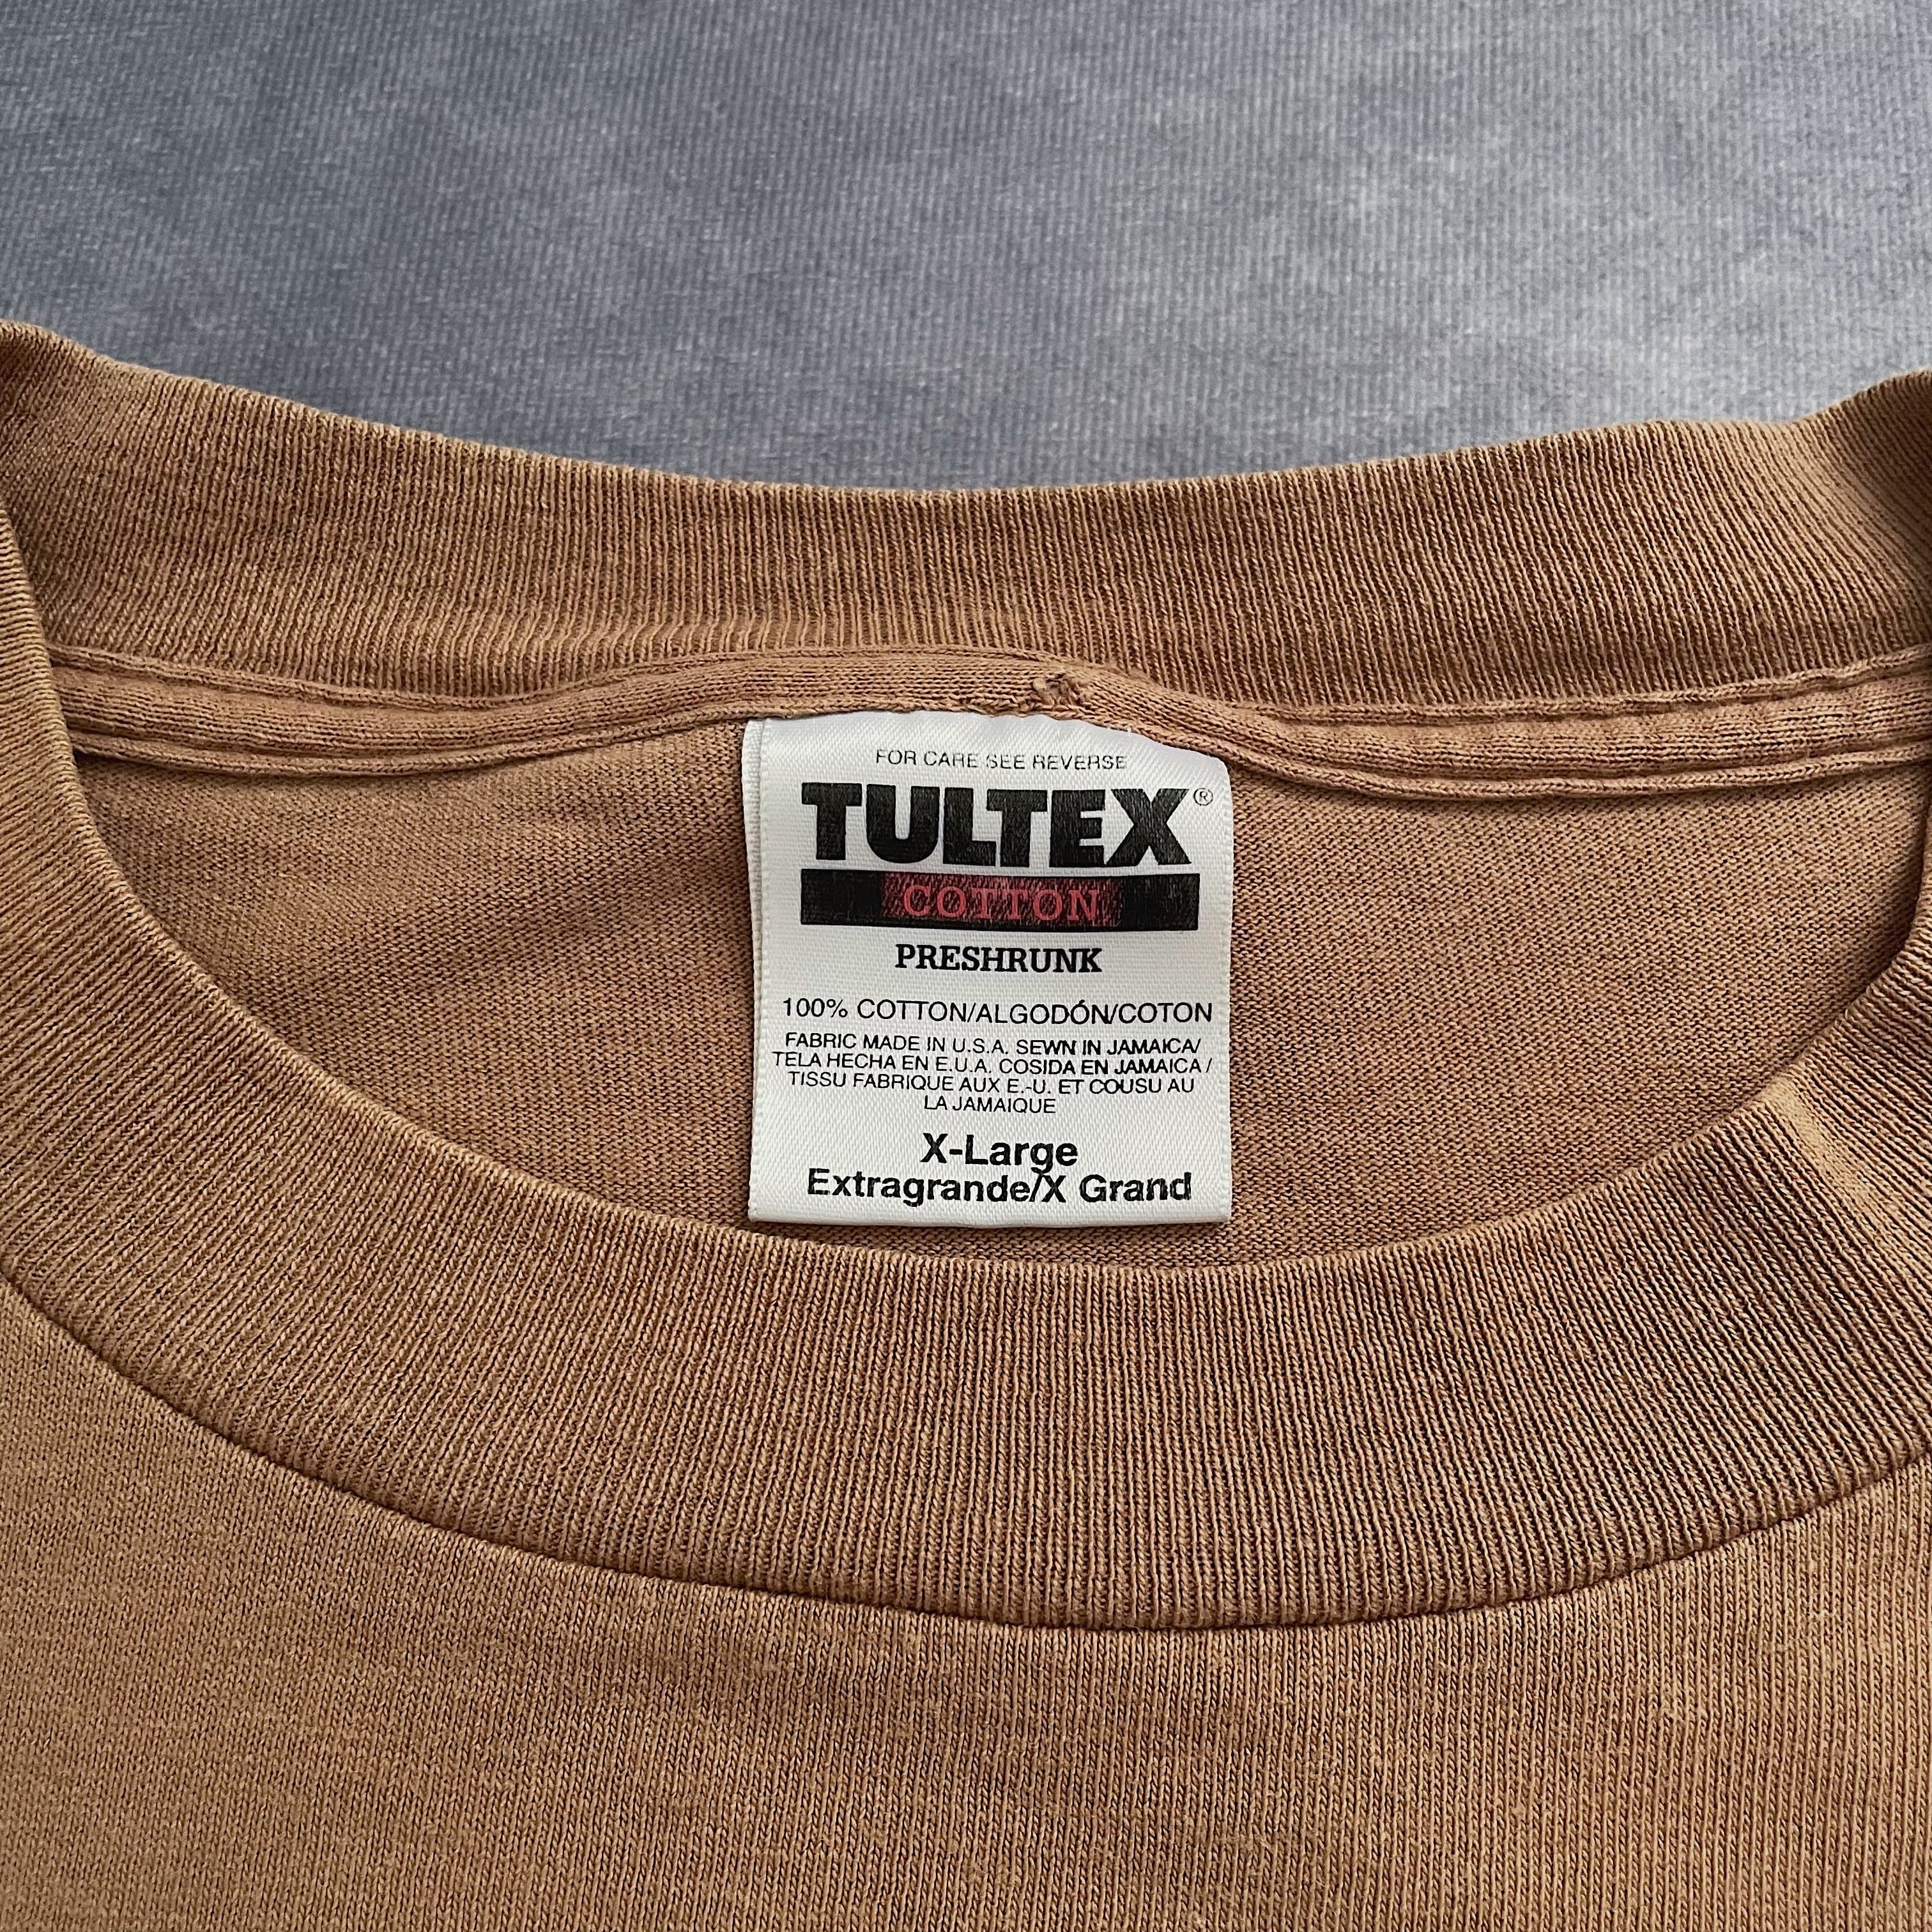 FOR CARE SEE REVERSE
TULTEX®
COTTON
PRESHRUNK
100% COTTON/ALGODÓN/COTON
FABRIC MADE IN U.S.A. SEWN IN JAMAICA/
TELA HECHA EN E.U.A. COSIDA EN JAMAICA /
TISSU FABRIQUE AUX E.-U. ET COUSU AU
LA JAMAIQUE
X-Large
Extragrande/X Grand